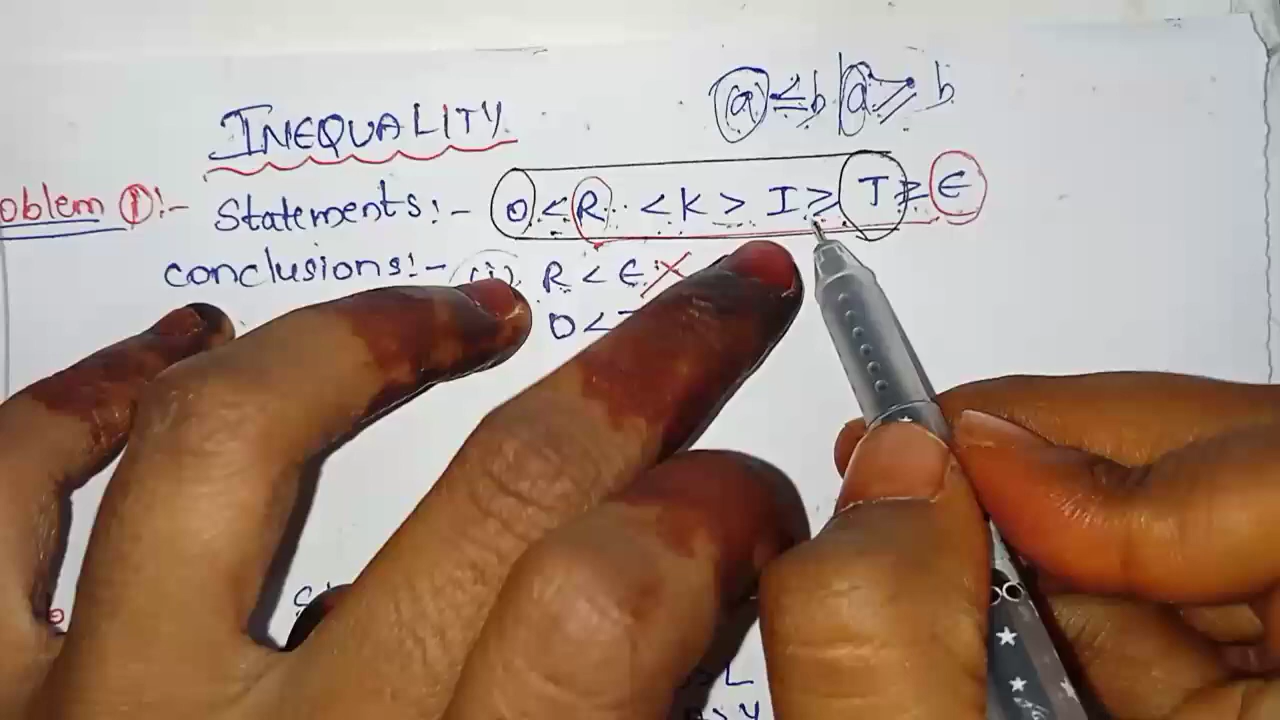 a ≤ b | a ≥ b
INEQUALITY
oblem ①:- Statements:- O < R < K > I ≥ T ≥ E
conclusions:- (i) R < E ✗
O <